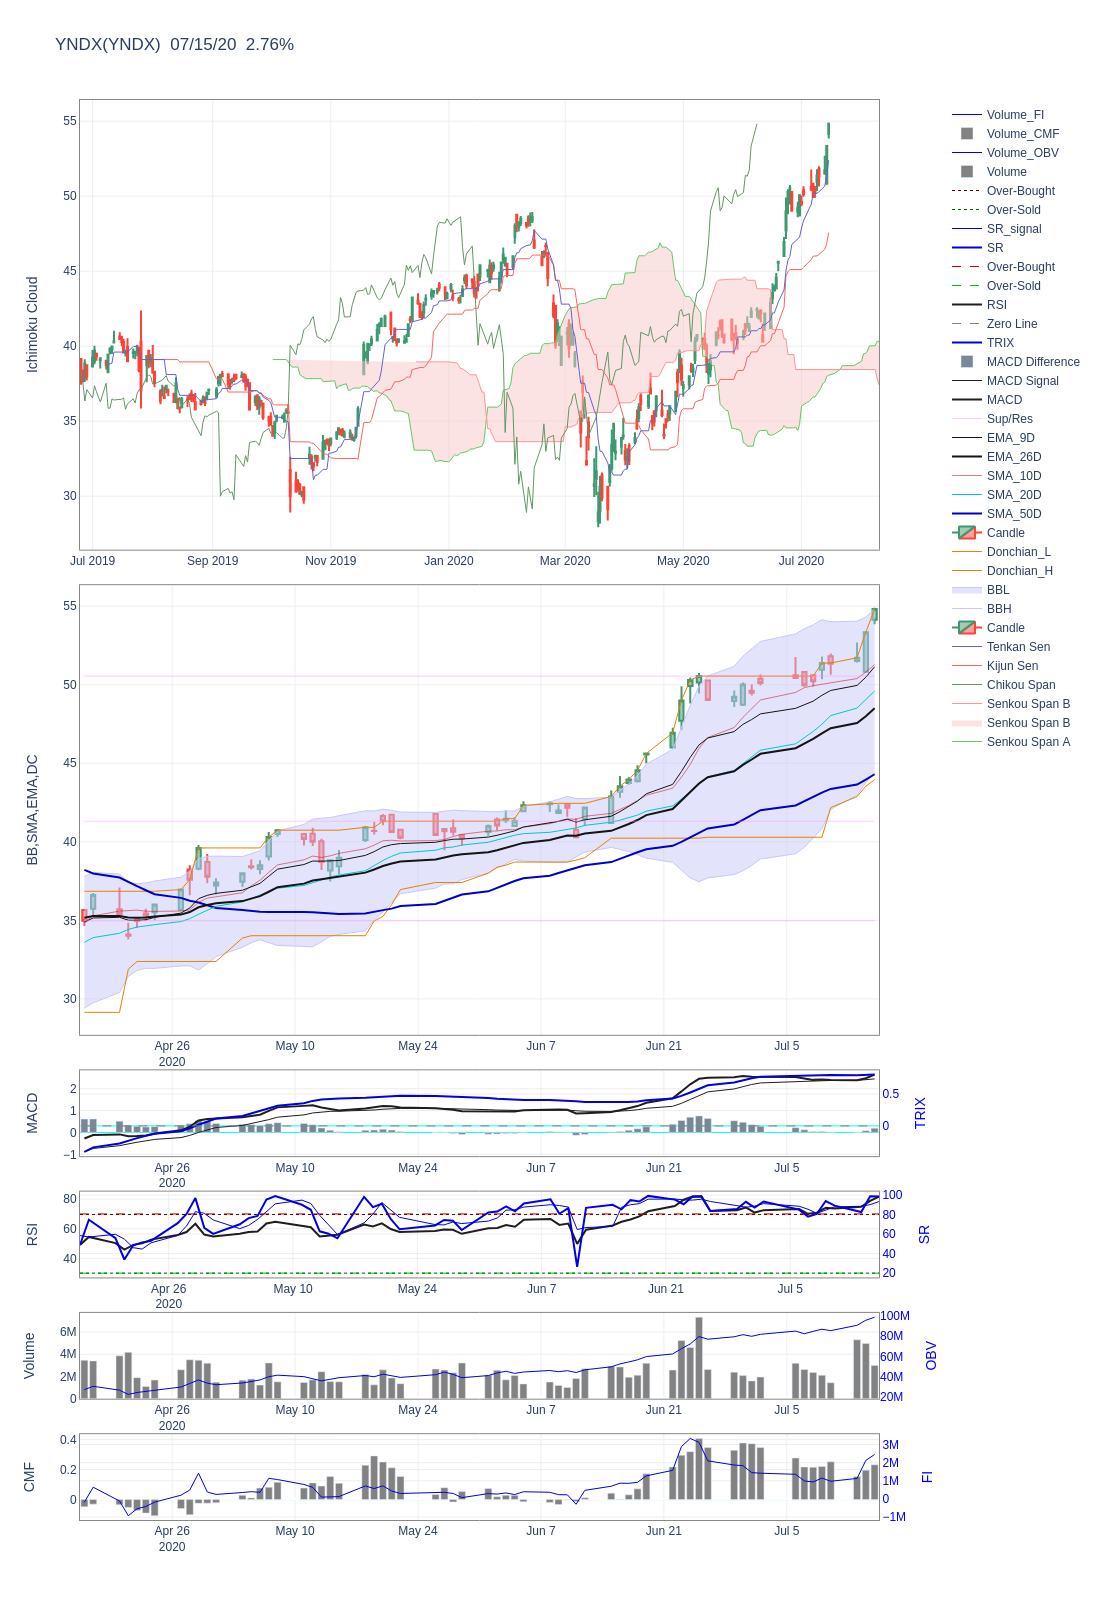 YNDX(YNDX)  07/15/20  2.76%
Ichimoku Cloud
55
50
45
40
35
30
Jul 2019
Sep 2019
Nov 2019
Jan 2020
Mar 2020
May 2020
Jul 2020
Volume_FI
Volume_CMF
Volume_OBV
Volume
Over-Bought
Over-Sold
SR_signal
SR
Over-Bought
Over-Sold
RSI
Zero Line
TRIX
MACD Difference
MACD Signal
MACD
Sup/Res
EMA_9D
EMA_26D
SMA_10D
SMA_20D
SMA_50D
Candle
Donchian_L
Donchian_H
BBL
BBH
Candle
Tenkan Sen
Kijun Sen
Chikou Span
Senkou Span B
Senkou Span B
Senkou Span A
BB,SMA,EMA,DC
55
50
45
40
35
30
Apr 26
2020
May 10
May 24
Jun 7
Jun 21
Jul 5
MACD
2
1
0
−1
0.5
0
TRIX
Apr 26
2020
May 10
May 24
Jun 7
Jun 21
Jul 5
RSI
80
60
40
100
80
60
40
20
SR
Apr 26
2020
May 10
May 24
Jun 7
Jun 21
Jul 5
Volume
6M
4M
2M
0
100M
80M
60M
40M
20M
OBV
Apr 26
2020
May 10
May 24
Jun 7
Jun 21
Jul 5
CMF
0.4
0.2
0
3M
2M
1M
0
−1M
FI
Apr 26
2020
May 10
May 24
Jun 7
Jun 21
Jul 5